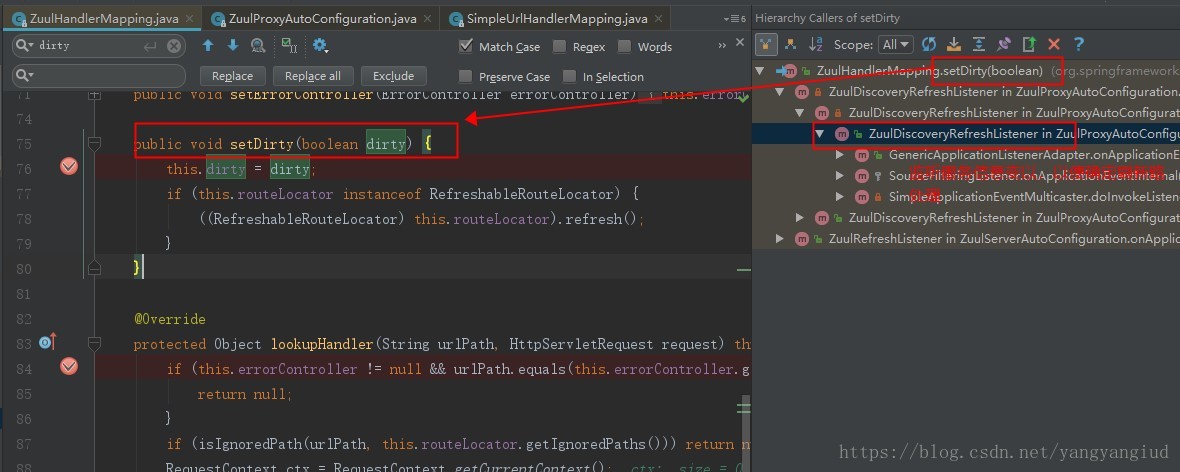 ZuulHandlerMapping.java × ZuulProxyAutoConfiguration.java × SimpleUrlHandlerMapping.java ×
dirty
Match Case Regex Words
Replace Replace all Exclude Preserve Case In Selection
71 public void setErrorController(ErrorController errorController) { this.error
74
75 public void setDirty(boolean dirty) {
76 this.dirty = dirty;
77 if (this.routeLocator instanceof RefreshableRouteLocator) {
78 ((RefreshableRouteLocator) this.routeLocator).refresh();
79 }
80 }
81
82 @Override
83 protected Object lookupHandler(String urlPath, HttpServletRequest request) th
84 if (this.errorController != null && urlPath.equals(this.errorController.g
85 return null;
86 }
87 if (isIgnoredPath(urlPath, this.routeLocator.getIgnoredPaths())) return n
88 RequestContext ctx = RequestContext.getCurrentContext(); ctx: size = 0
Hierarchy Callers of setDirty
Scope: All
ZuulHandlerMapping.setDirty(boolean) (org.springframework
ZuulDiscoveryRefreshListener in ZuulProxyAutoConfiguration.
ZuulDiscoveryRefreshListener in ZuulProxyAutoConfigurat
ZuulDiscoveryRefreshListener in ZuulProxyAutoConfigu
GenericApplicationListenerAdapter.onApplicationE
SourceFilteringListener.onApplicationEventInternal
SimpleApplicationEventMulticaster.doInvokeListene
ZuulDiscoveryRefreshListener in ZuulProxyAutoConfigurat
ZuulRefreshListener in ZuulServerAutoConfiguration.onApplic
https://blog.csdn.net/yangyangiud